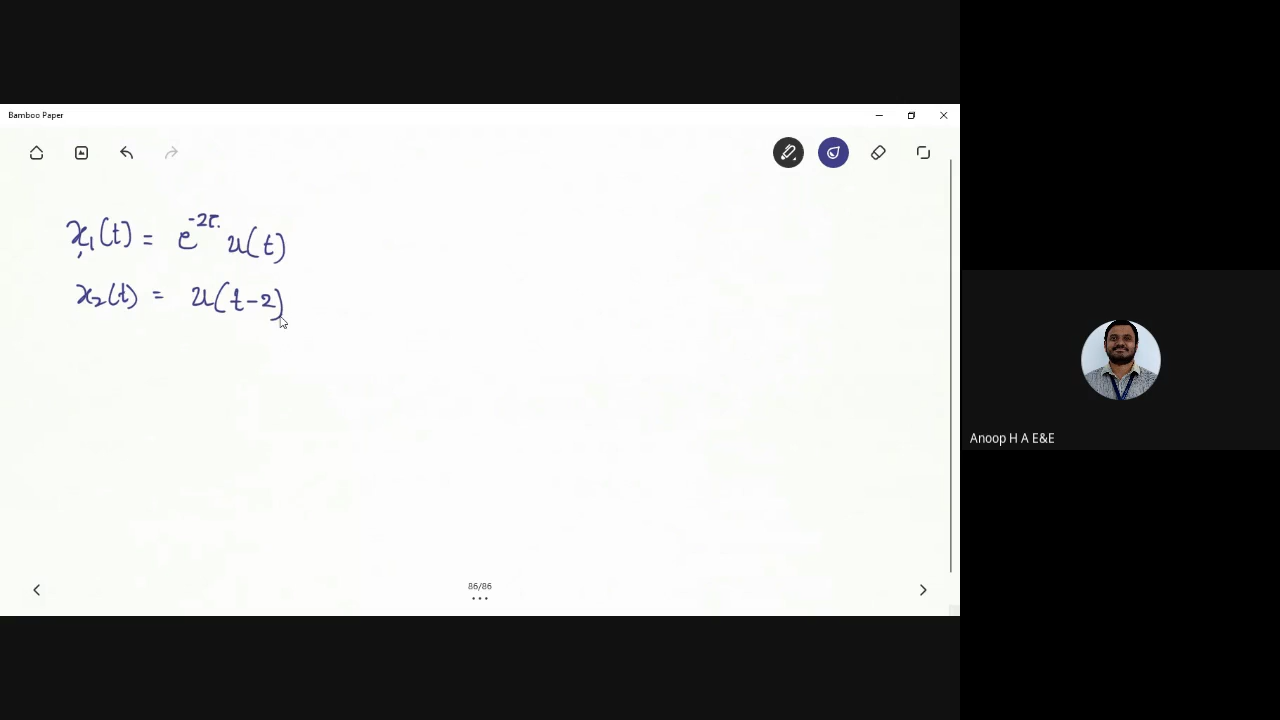 Bamboo Paper
x₁(t) = e^{-2t} u(t)
x₂(t) = u(t-2)
Anoop H A E&E
86/86